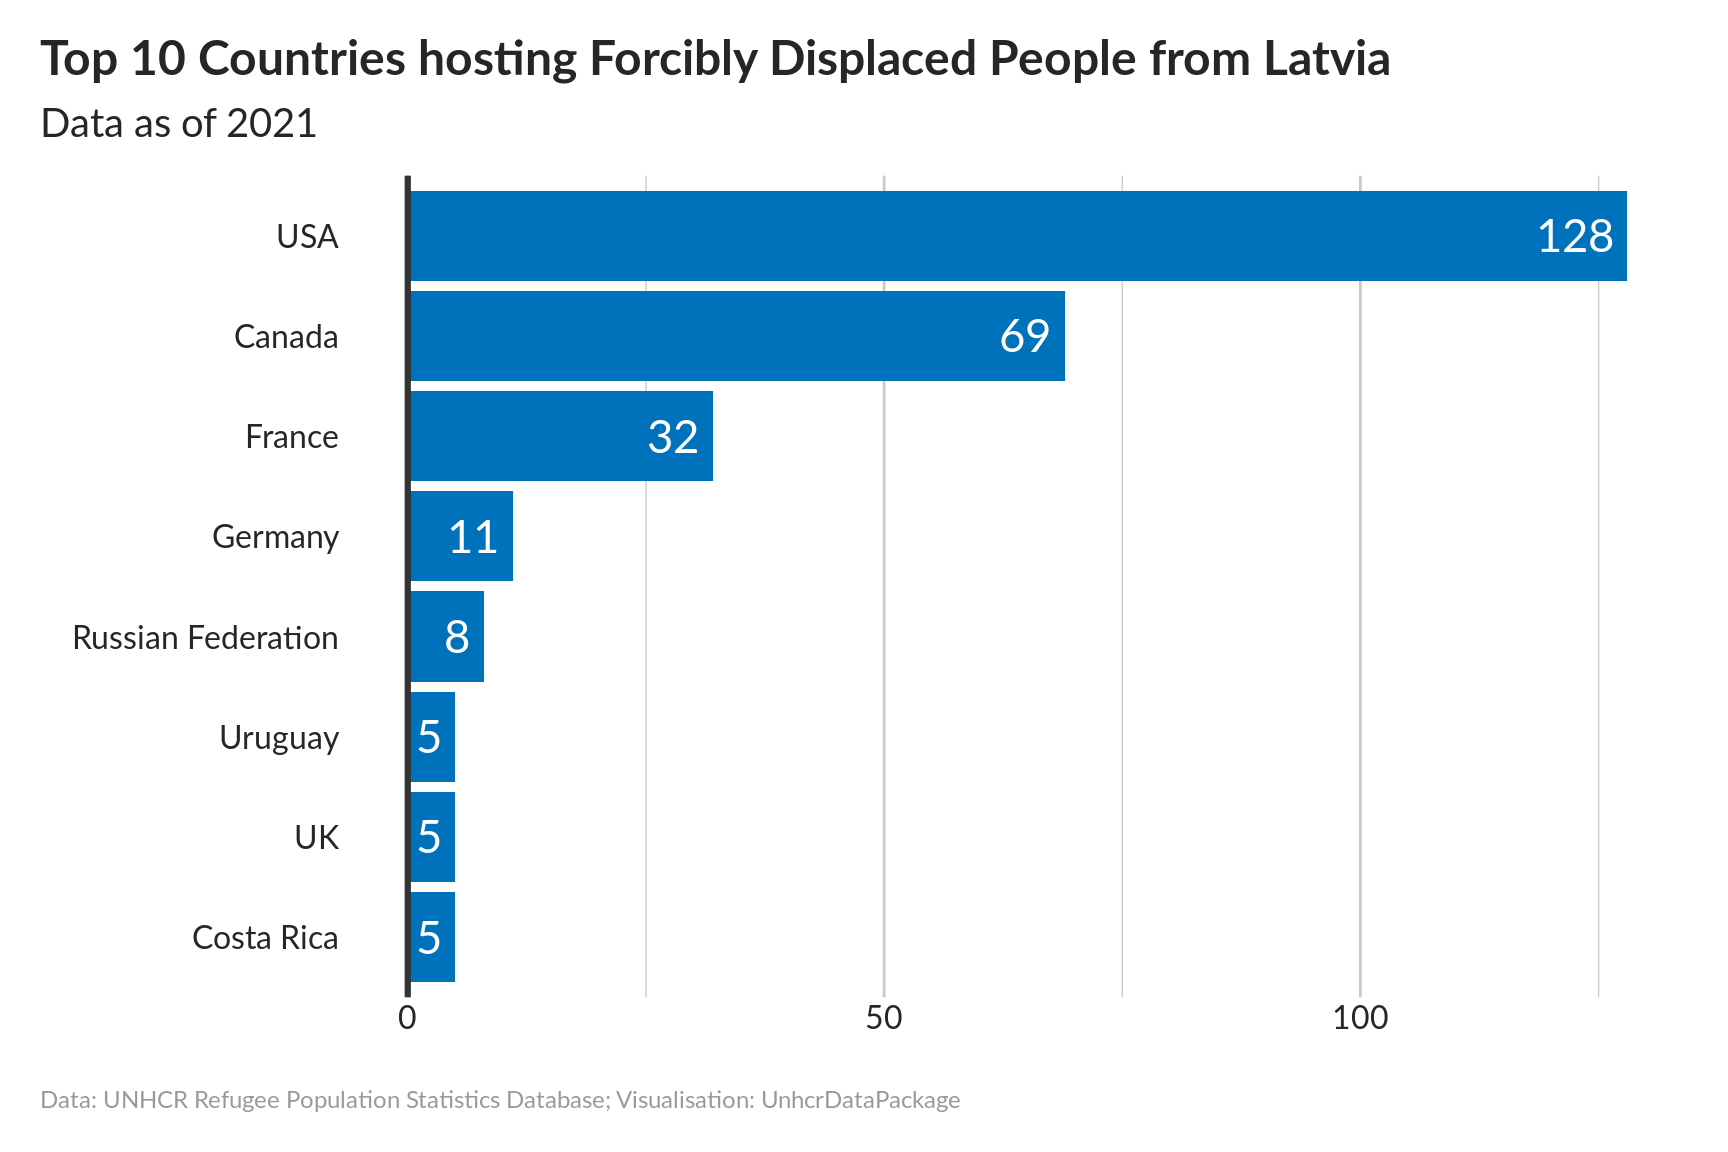 Top 10 Countries hosting Forcibly Displaced People from Latvia
Data as of 2021
USA 128
Canada 69
France 32
Germany 11
Russian Federation 8
Uruguay 5
UK 5
Costa Rica 5
0 50 100
Data: UNHCR Refugee Population Statistics Database; Visualisation: UnhcrDataPackage